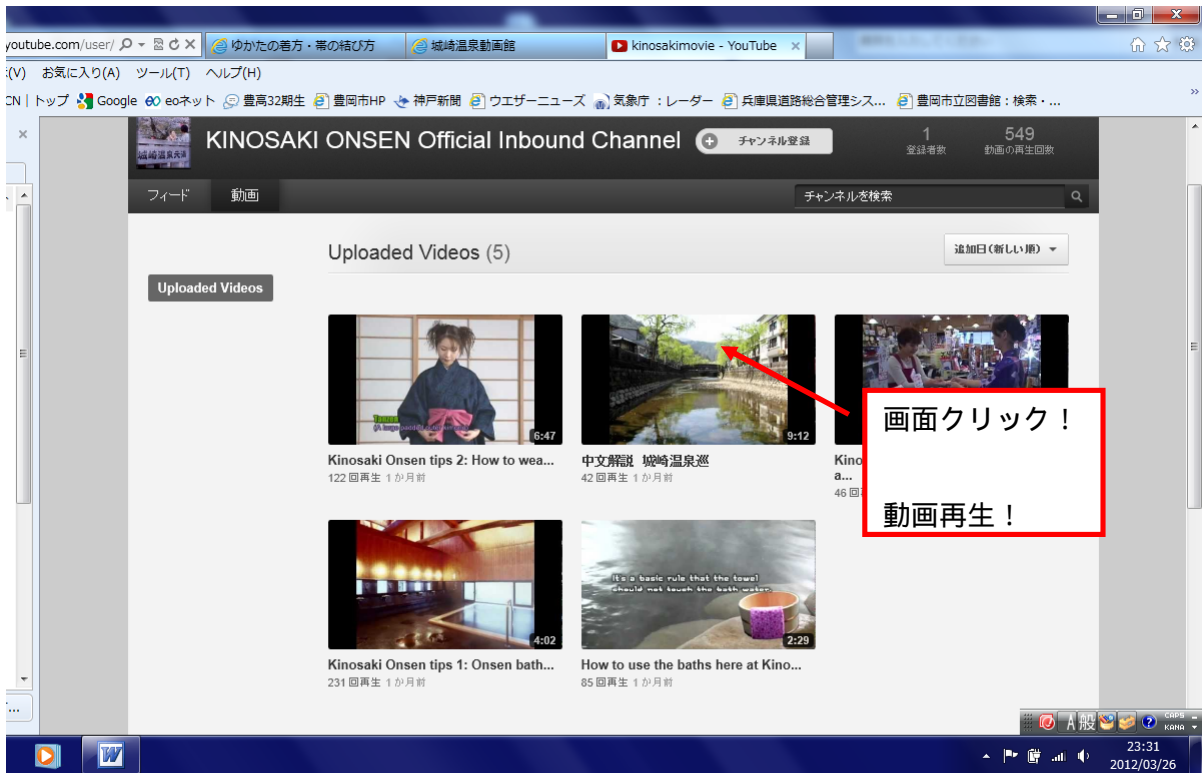 youtube.com/user/
ゆかたの着方・帯の結び方
城崎温泉動画館
kinosakimovie - YouTube
(V) お気に入り(A) ツール(T) ヘルプ(H)
CN
トップ Google eoネット 豊高32期生 豊岡市HP 神戸新聞 ウエザーニューズ 気象庁 : レーダー 兵庫県道路総合管理シス... 豊岡市立図書館:検索・...
KINOSAKI ONSEN Official Inbound Channel
チャンネル登録
1
登録者数
549
動画の再生回数
フィード 動画
チャンネルを検索
Uploaded Videos (5)
追加日(新しい順)
Uploaded Videos
6:47
9:12
Kinosaki Onsen tips 2: How to wea...
122 回再生 1 か月前
中文解説 城崎温泉巡
42 回再生 1 か月前
Kino
a...
46 回
画面クリック！
動画再生！
It's a basic rule that the towel
should not touch the bath water.
4:02
2:29
Kinosaki Onsen tips 1: Onsen bath...
231 回再生 1 か月前
How to use the baths here at Kino...
85 回再生 1 か月前
A 般
CAPS
KANA
23:31
2012/03/26